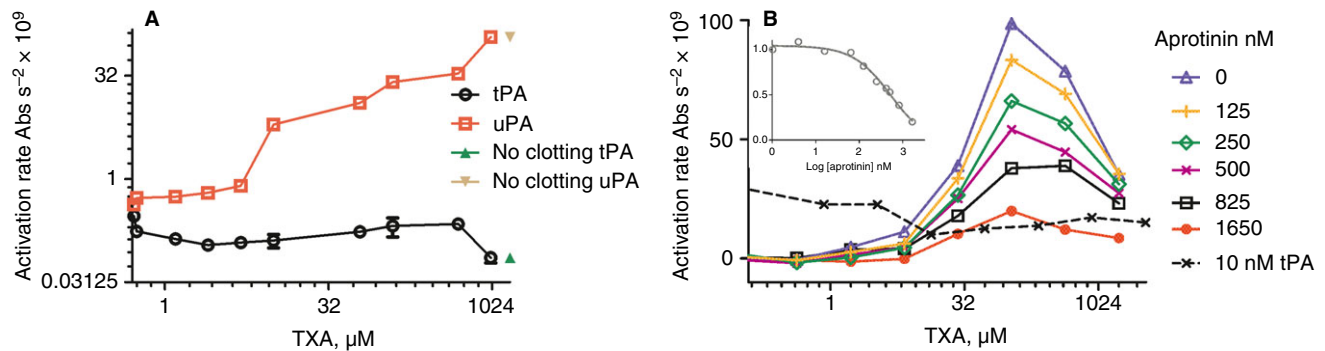 A
Activation rate Abs s⁻² × 10⁹
32
1
0.03125
1
32
1024
TXA, µM
tPA
uPA
No clotting tPA
No clotting uPA
B
Activation rate Abs s⁻² × 10⁹
100
50
0
1
32
1024
TXA, µM
1.0
0.5
0.0
0
1
2
3
Log [aprotinin] nM
Aprotinin nM
0
125
250
500
825
1650
10 nM tPA